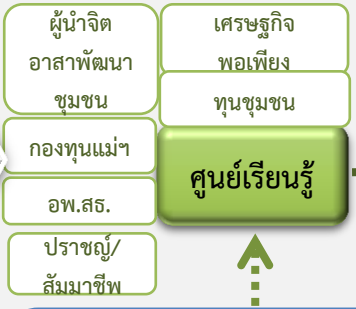 ผู้นำจิต
อาสาพัฒนา
ชุมชน
กองทุนแม่ฯ
อพ.สธ.
ปราชญ์/
สัมมาชีพ
เศรษฐกิจ
พอเพียง
ทุนชุมชน
ศูนย์เรียนรู้